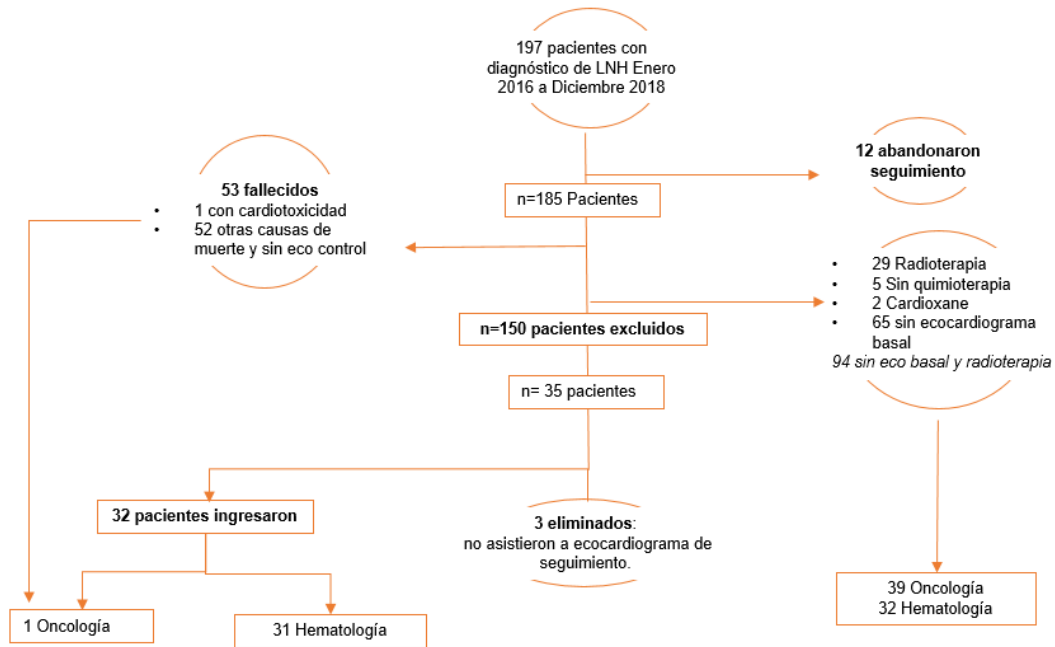 197 pacientes con
diagnóstico de LNH Enero
2016 a Diciembre 2018
12 abandonaron
seguimiento
53 fallecidos
• 1 con cardiotoxicidad
• 52 otras causas de
muerte y sin eco control
n=185 Pacientes
• 29 Radioterapia
• 5 Sin quimioterapia
• 2 Cardioxane
• 65 sin ecocardiograma
basal
94 sin eco basal y radioterapia
n=150 pacientes excluidos
n= 35 pacientes
32 pacientes ingresaron
3 eliminados:
no asistieron a ecocardiograma de
seguimiento.
39 Oncología
32 Hematología
1 Oncología
31 Hematología